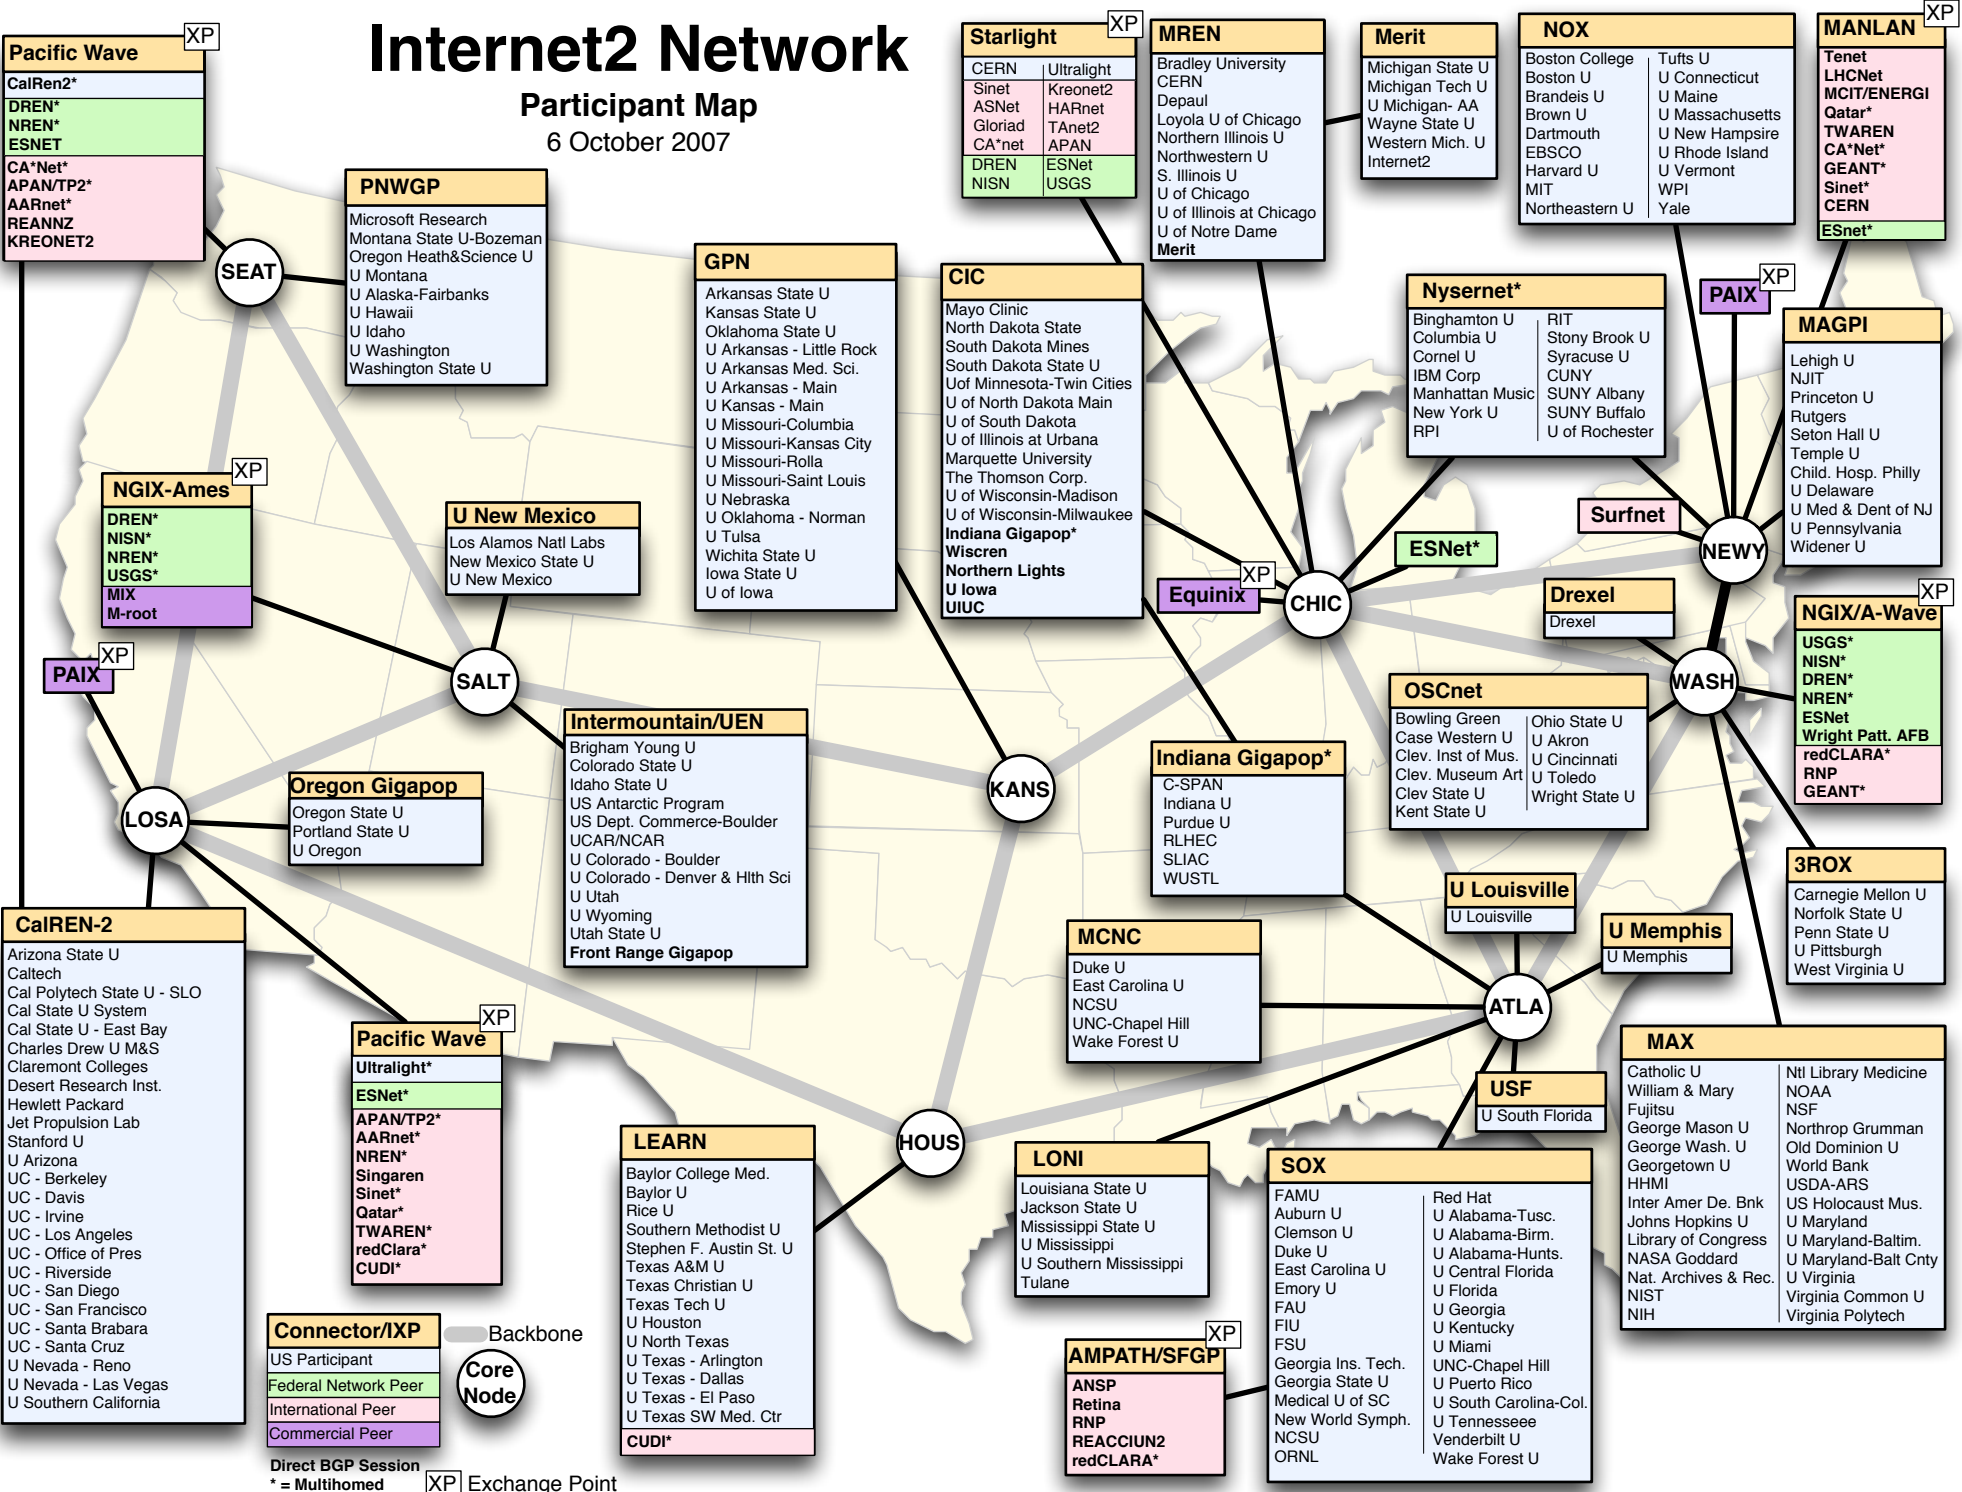 Internet2 Network
Participant Map
6 October 2007
XP
Pacific Wave
CalRen2*
DREN*
NREN*
ESNET
CA*Net*
APAN/TP2*
AARnet*
REANNZ
KREONET2
SEAT
PNWGP
Microsoft Research
Montana State U-Bozeman
Oregon Heath&Science U
U Montana
U Alaska-Fairbanks
U Hawaii
U Idaho
U Washington
Washington State U
GPN
Arkansas State U
Kansas State U
Oklahoma State U
U Arkansas - Little Rock
U Arkansas Med. Sci.
U Arkansas - Main
U Kansas - Main
U Missouri-Columbia
U Missouri-Kansas City
U Missouri-Rolla
U Missouri-Saint Louis
U Nebraska
U Oklahoma - Norman
U Tulsa
Wichita State U
Iowa State U
U of Iowa
XP
Starlight
CERN
Sinet
ASNet
Gloriad
CA*net
DREN
NISN
Ultralight
Kreonet2
HARnet
TAnet2
APAN
ESNet
USGS
MREN
Bradley University
CERN
Depaul
Loyola U of Chicago
Northern Illinois U
Northwestern U
S. Illinois U
U of Chicago
U of Illinois at Chicago
U of Notre Dame
Merit
Merit
Michigan State U
Michigan Tech U
U Michigan- AA
Wayne State U
Western Mich. U
Internet2
NOX
Boston College
Boston U
Brandeis U
Brown U
Dartmouth
EBSCO
Harvard U
MIT
Northeastern U
Tufts U
U Connecticut
U Maine
U Massachusetts
U New Hampsire
U Rhode Island
U Vermont
WPI
Yale
XP
MANLAN
Tenet
LHCNet
MCIT/ENERGI
Qatar*
TWAREN
CA*Net*
GEANT*
Sinet*
CERN
ESnet*
CIC
Mayo Clinic
North Dakota State
South Dakota Mines
South Dakota State U
Uof Minnesota-Twin Cities
U of North Dakota Main
U of South Dakota
U of Illinois at Urbana
Marquette University
The Thomson Corp.
U of Wisconsin-Madison
U of Wisconsin-Milwaukee
Indiana Gigapop*
Wiscren
Northern Lights
U Iowa
UIUC
Nysernet*
Binghamton U
Columbia U
Cornel U
IBM Corp
Manhattan Music
New York U
RPI
RIT
Stony Brook U
Syracuse U
CUNY
SUNY Albany
SUNY Buffalo
U of Rochester
XP
PAIX
MAGPI
Lehigh U
NJIT
Princeton U
Rutgers
Seton Hall U
Temple U
Child. Hosp. Philly
U Delaware
U Med & Dent of NJ
U Pennsylvania
Widener U
Surfnet
NEWY
ESNet*
XP
Equinix
CHIC
XP
NGIX-Ames
DREN*
NISN*
NREN*
USGS*
MIX
M-root
U New Mexico
Los Alamos Natl Labs
New Mexico State U
U New Mexico
XP
PAIX
SALT
Drexel
Drexel
WASH
XP
NGIX/A-Wave
USGS*
NISN*
DREN*
NREN*
ESNet
Wright Patt. AFB
redCLARA*
RNP
GEANT*
OSCnet
Bowling Green
Case Western U
Clev. Inst of Mus.
Clev. Museum Art
Clev State U
Kent State U
Ohio State U
U Akron
U Cincinnati
U Toledo
Wright State U
Intermountain/UEN
Brigham Young U
Colorado State U
Idaho State U
US Antarctic Program
US Dept. Commerce-Boulder
UCAR/NCAR
U Colorado - Boulder
U Colorado - Denver & Hlth Sci
U Utah
U Wyoming
Utah State U
Front Range Gigapop
KANS
Indiana Gigapop*
C-SPAN
Indiana U
Purdue U
RLHEC
SLIAC
WUSTL
LOSA
Oregon Gigapop
Oregon State U
Portland State U
U Oregon
3ROX
Carnegie Mellon U
Norfolk State U
Penn State U
U Pittsburgh
West Virginia U
U Louisville
U Louisville
U Memphis
U Memphis
MCNC
Duke U
East Carolina U
NCSU
UNC-Chapel Hill
Wake Forest U
ATLA
CalREN-2
Arizona State U
Caltech
Cal Polytech State U - SLO
Cal State U System
Cal State U - East Bay
Charles Drew U M&S
Claremont Colleges
Desert Research Inst.
Hewlett Packard
Jet Propulsion Lab
Stanford U
U Arizona
UC - Berkeley
UC - Davis
UC - Irvine
UC - Los Angeles
UC - Office of Pres
UC - Riverside
UC - San Diego
UC - San Francisco
UC - Santa Brabara
UC - Santa Cruz
U Nevada - Reno
U Nevada - Las Vegas
U Southern California
XP
Pacific Wave
Ultralight*
ESNet*
APAN/TP2*
AARnet*
NREN*
Singaren
Sinet*
Qatar*
TWAREN*
redClara*
CUDI*
HOUS
LEARN
Baylor College Med.
Baylor U
Rice U
Southern Methodist U
Stephen F. Austin St. U
Texas A&M U
Texas Christian U
Texas Tech U
U Houston
U North Texas
U Texas - Arlington
U Texas - Dallas
U Texas - El Paso
U Texas SW Med. Ctr
CUDI*
LONI
Louisiana State U
Jackson State U
Mississippi State U
U Mississippi
U Southern Mississippi
Tulane
USF
U South Florida
MAX
Catholic U
William & Mary
Fujitsu
George Mason U
George Wash. U
Georgetown U
HHMI
Inter Amer De. Bnk
Johns Hopkins U
Library of Congress
NASA Goddard
Nat. Archives & Rec.
NIST
NIH
Ntl Library Medicine
NOAA
NSF
Northrop Grumman
Old Dominion U
World Bank
USDA-ARS
US Holocaust Mus.
U Maryland
U Maryland-Baltim.
U Maryland-Balt Cnty
U Virginia
Virginia Common U
Virginia Polytech
SOX
FAMU
Auburn U
Clemson U
Duke U
East Carolina U
Emory U
FAU
FIU
FSU
Georgia Ins. Tech.
Georgia State U
Medical U of SC
New World Symph.
NCSU
ORNL
Red Hat
U Alabama-Tusc.
U Alabama-Birm.
U Alabama-Hunts.
U Central Florida
U Florida
U Georgia
U Kentucky
U Miami
UNC-Chapel Hill
U Puerto Rico
U South Carolina-Col.
U Tennesseee
Venderbilt U
Wake Forest U
XP
AMPATH/SFGP
ANSP
Retina
RNP
REACCIUN2
redCLARA*
Connector/IXP
US Participant
Federal Network Peer
International Peer
Commercial Peer
Backbone
Core
Node
Direct BGP Session
* = Multihomed
XP Exchange Point